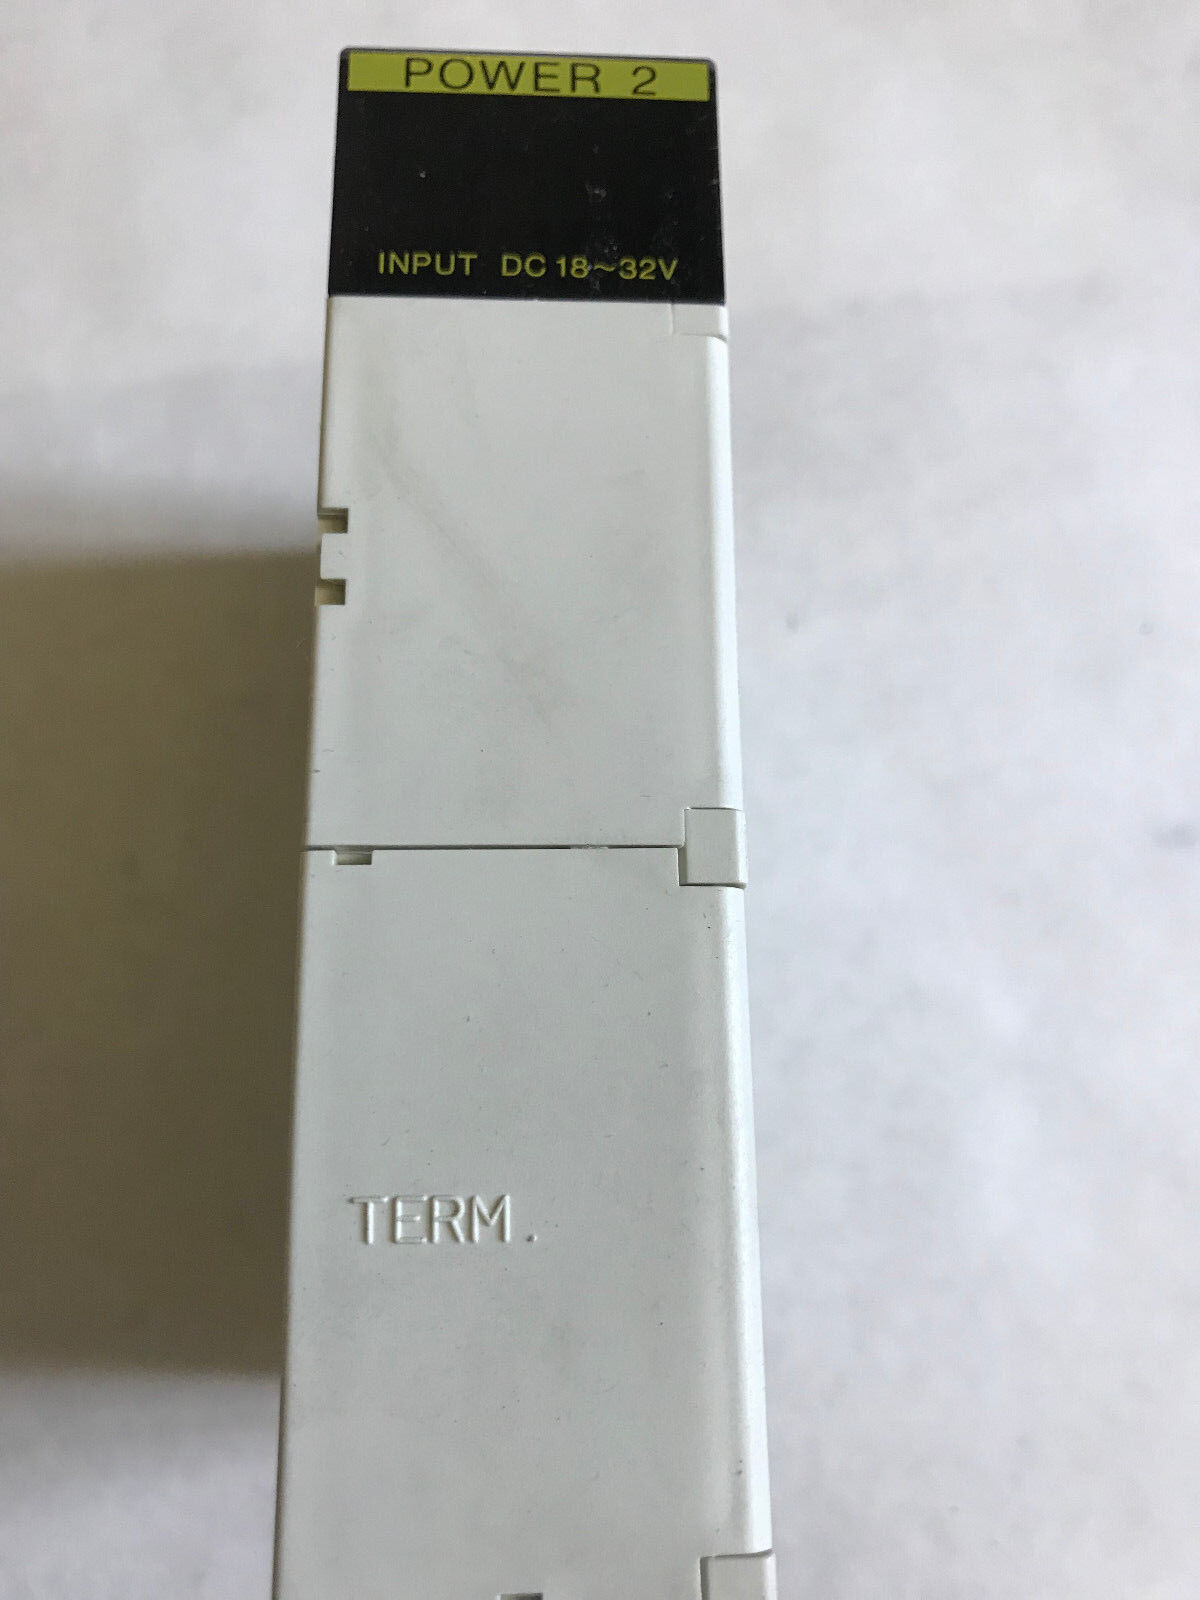 POWER 2
INPUT DC 18~32V
TERM.